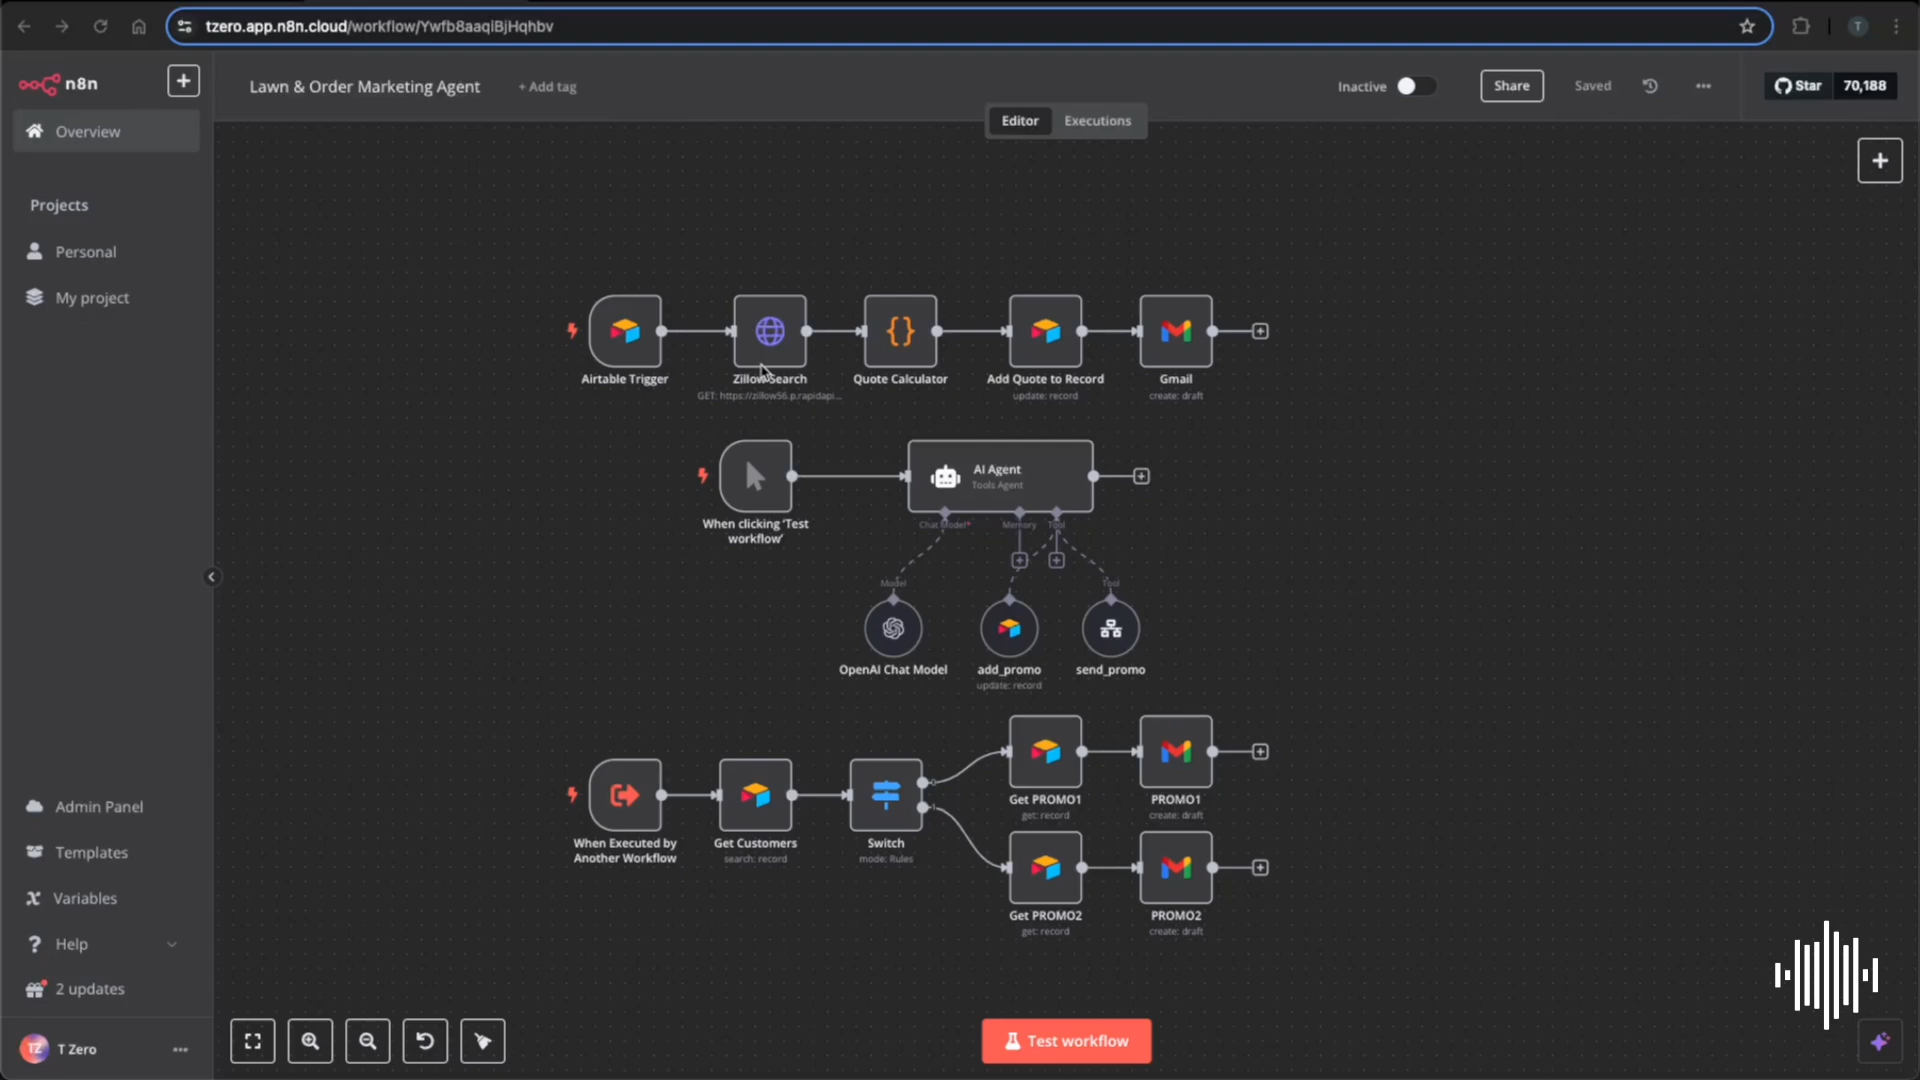 tzero.app.n8n.cloud/workflow/Ywfb8aaqiBjHqhbv
T
n8n
Lawn & Order Marketing Agent
+ Add tag
Inactive
Share
Saved
Star
70,188
Editor
Executions
Overview
Projects
Personal
My project
Airtable Trigger
Zillow Search
GET: https://zillow56.p.rapidapi...
Quote Calculator
Add Quote to Record
update: record
Gmail
create: draft
When clicking ‘Test
workflow’
AI Agent
Tools Agent
Chat Model*
Memory
Tool
Model
Tool
OpenAI Chat Model
add_promo
update: record
send_promo
When Executed by
Another Workflow
Get Customers
search: record
Switch
mode: Rules
0
1
Get PROMO1
get: record
PROMO1
create: draft
Get PROMO2
get: record
PROMO2
create: draft
Admin Panel
Templates
Variables
Help
2 updates
TZ
T Zero
Test workflow